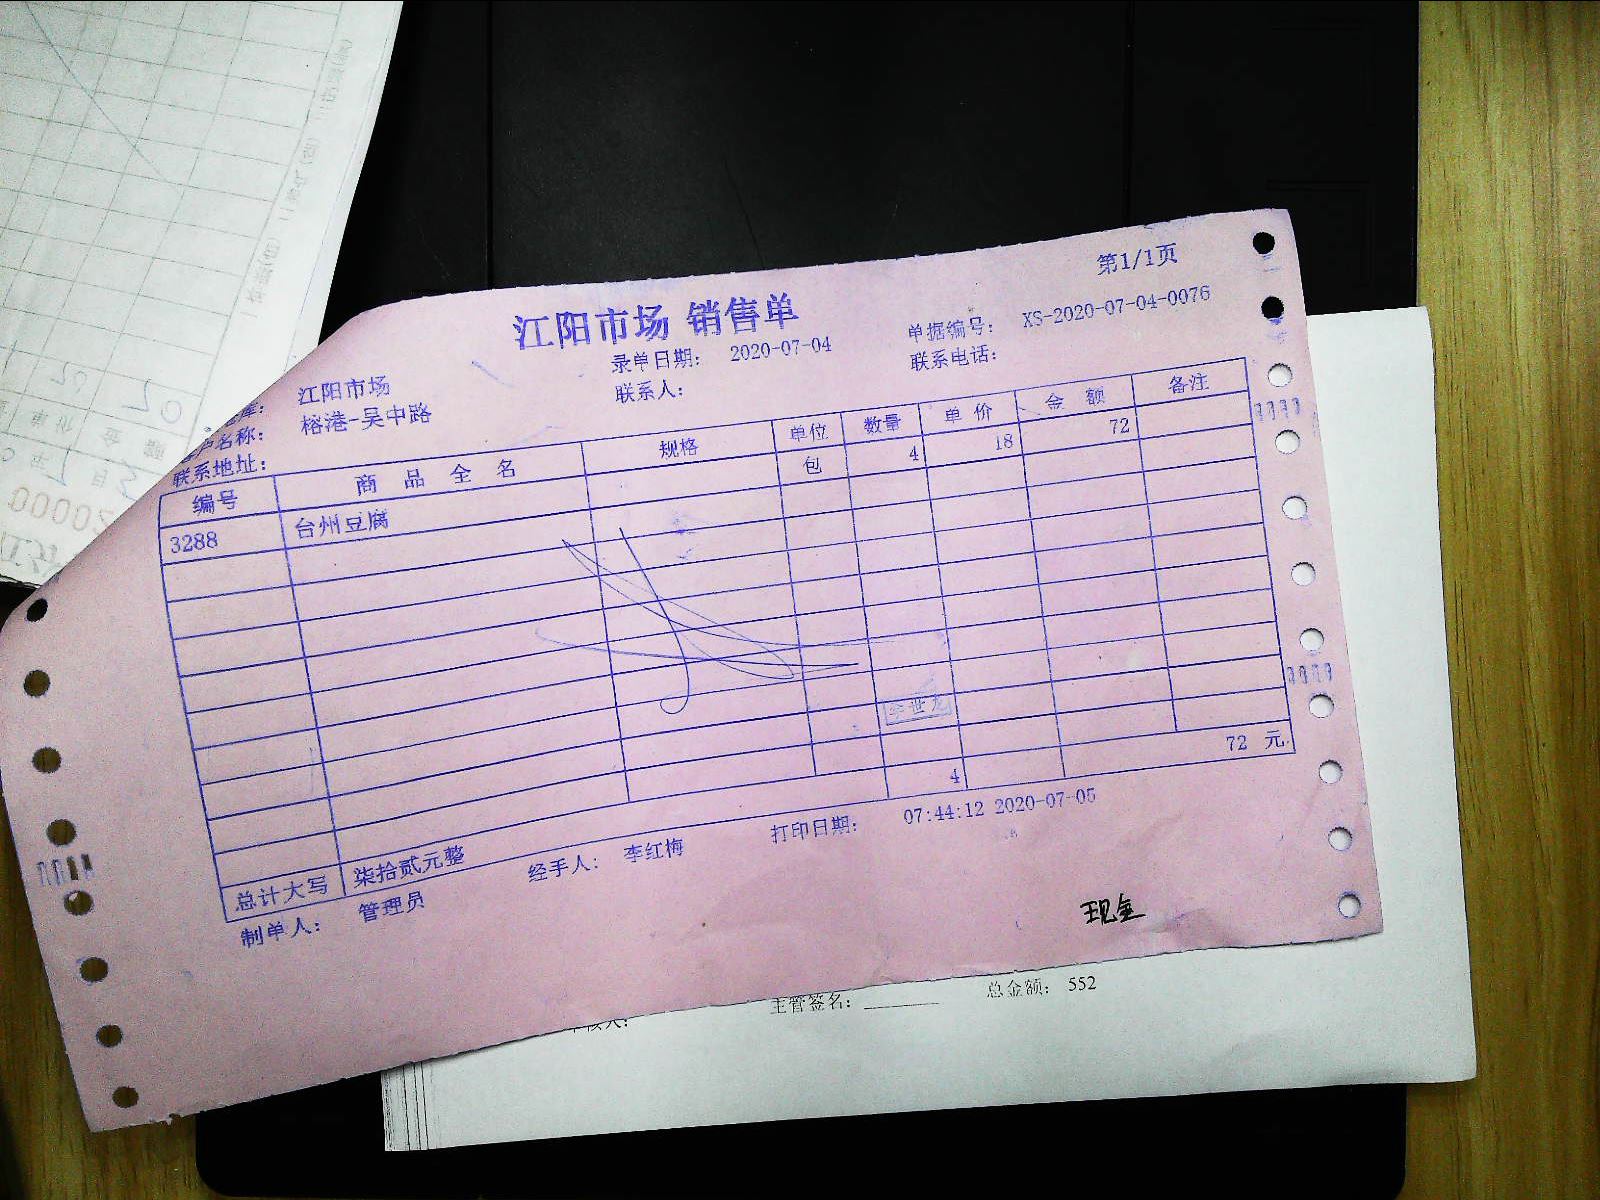 第1/1页
江阳市场 销售单
单据编号: XS-2020-07-04-0076
录单日期: 2020-07-04
联系电话:
江阳市场
联系人:
客户名称: 榕港-吴中路
联系地址:
编号 商品全名 规格 单位 数量 单价 金额 备注
3288 台州豆腐 包 4 18 72
4 72 元
总计大写 柒拾贰元整
制单人: 管理员 经手人: 李红梅 打印日期: 07:44:12 2020-07-05
现金
主管签名: 总金额: 552